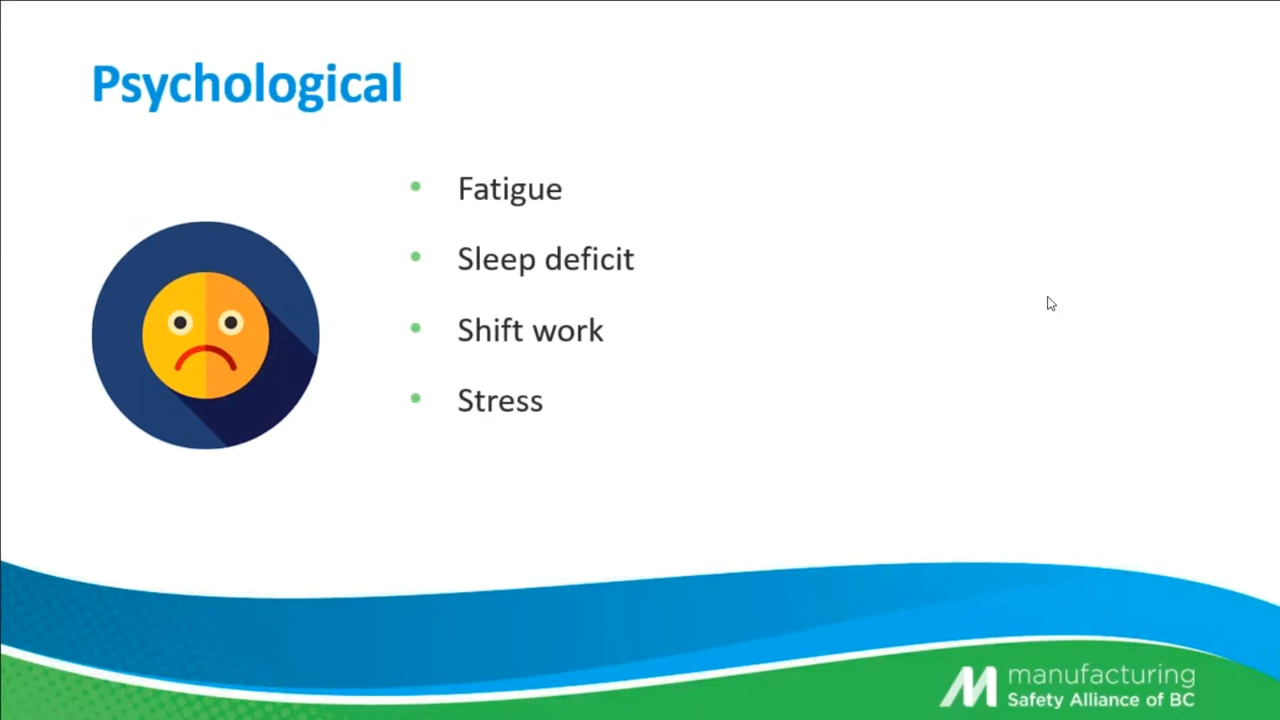 Psychological
• Fatigue
• Sleep deficit
• Shift work
• Stress
manufacturing
Safety Alliance of BC